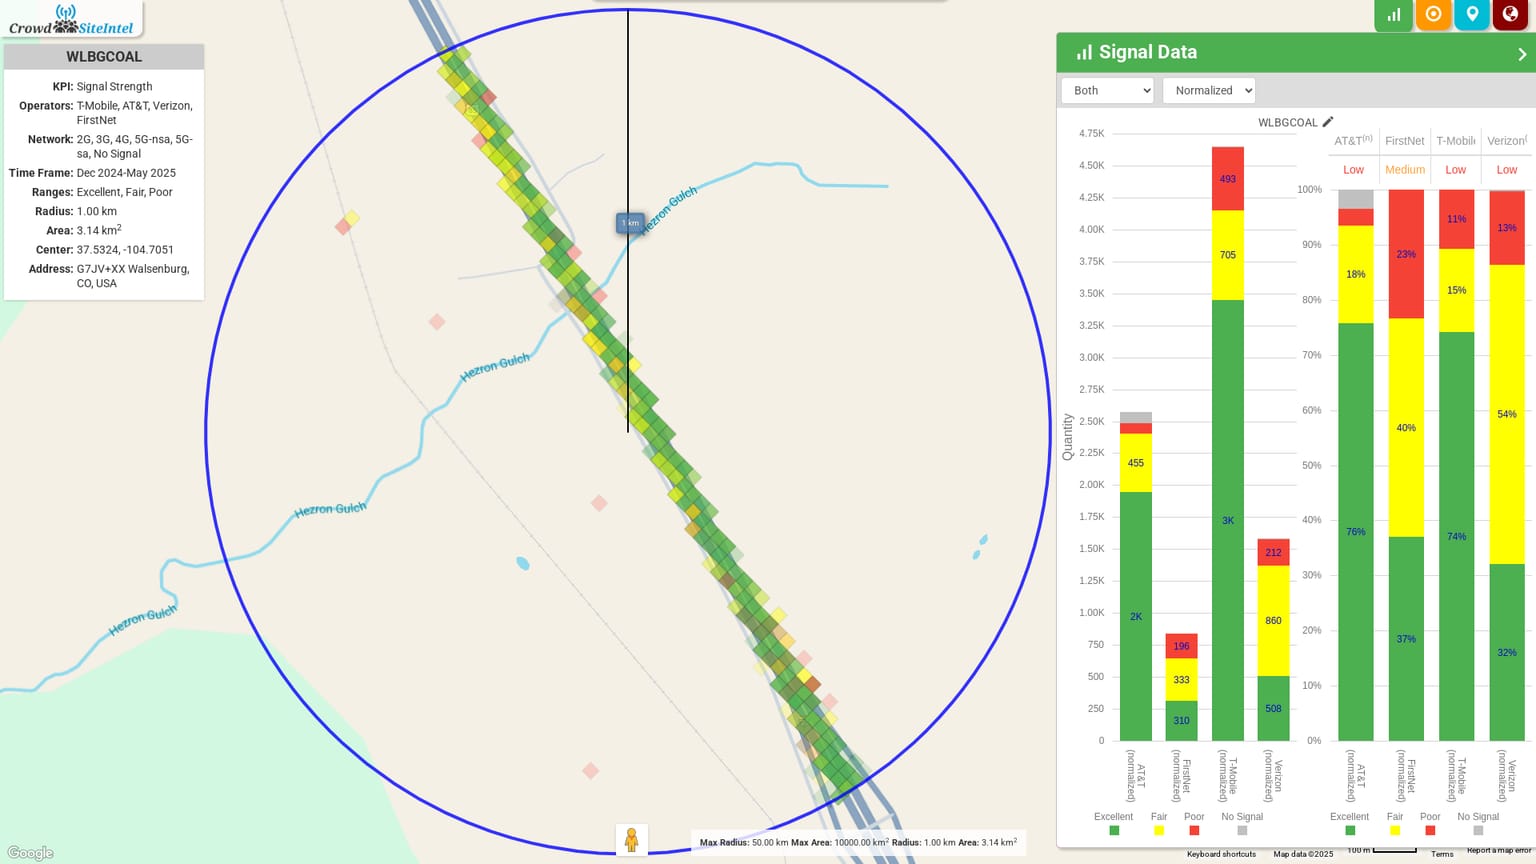 Crowd SiteIntel
WLBGCOAL
KPI: Signal Strength
Operators: T-Mobile, AT&T, Verizon,
FirstNet
Network: 2G, 3G, 4G, 5G-nsa, 5G-
sa, No Signal
Time Frame: Dec 2024-May 2025
Ranges: Excellent, Fair, Poor
Radius: 1.00 km
Area: 3.14 km²
Center: 37.5324, -104.7051
Address: G7JV+XX Walsenburg,
CO, USA
1 km
Hezron Gulch
Hezron Gulch
Hezron Gulch
Hezron Gulch
Google
Max Radius: 50.00 km Max Area: 10000.00 km² Radius: 1.00 km Area: 3.14 km²
Signal Data
Both
Normalized
WLBGCOAL
Quantity
4.75K
4.50K
4.25K
4.00K
3.75K
3.50K
3.25K
3.00K
2.75K
2.50K
2.25K
2.00K
1.75K
1.50K
1.25K
1.00K
750
500
250
0
455
2K
196
333
310
493
705
3K
212
860
508
AT&T (normalized)
FirstNet (normalized)
T-Mobile (normalized)
Verizon (normalized)
Excellent Fair Poor No Signal
AT&T(n) FirstNet T-Mobile Verizon(
Low Medium Low Low
100%
90%
80%
70%
60%
50%
40%
30%
20%
10%
0%
18%
76%
23%
40%
37%
11%
15%
74%
13%
54%
32%
AT&T (normalized)
FirstNet (normalized)
T-Mobile (normalized)
Verizon (normalized)
Excellent Fair Poor No Signal
Keyboard shortcuts Map data ©2025 100 m Terms Report a map error